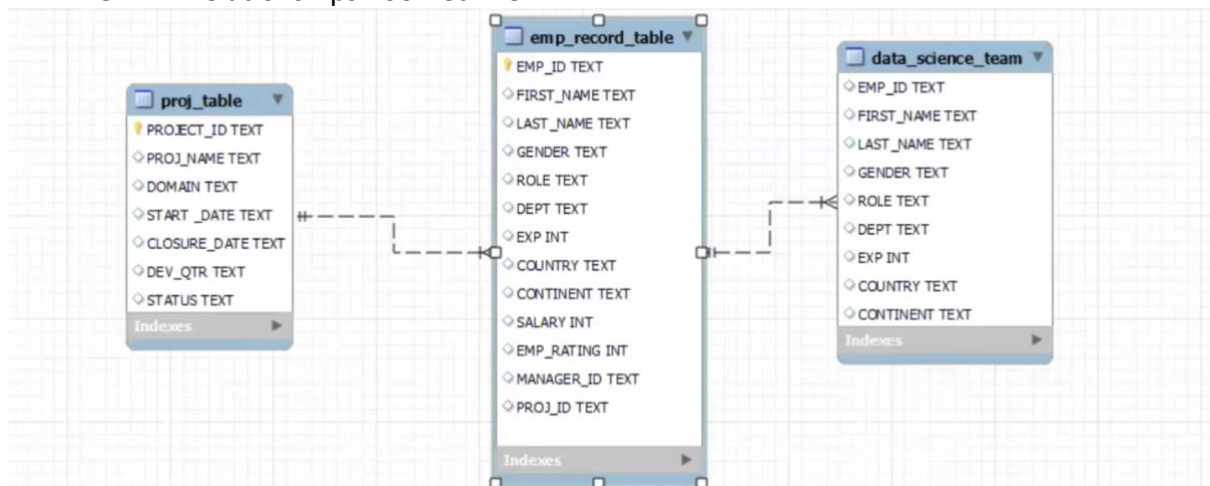 proj_table
PROJECT_ID TEXT
PROJ_NAME TEXT
DOMAIN TEXT
START _DATE TEXT
CLOSURE_DATE TEXT
DEV_QTR TEXT
STATUS TEXT
Indexes
emp_record_table
EMP_ID TEXT
FIRST_NAME TEXT
LAST_NAME TEXT
GENDER TEXT
ROLE TEXT
DEPT TEXT
EXP INT
COUNTRY TEXT
CONTINENT TEXT
SALARY INT
EMP_RATING INT
MANAGER_ID TEXT
PROJ_ID TEXT
Indexes
data_science_team
EMP_ID TEXT
FIRST_NAME TEXT
LAST_NAME TEXT
GENDER TEXT
ROLE TEXT
DEPT TEXT
EXP INT
COUNTRY TEXT
CONTINENT TEXT
Indexes